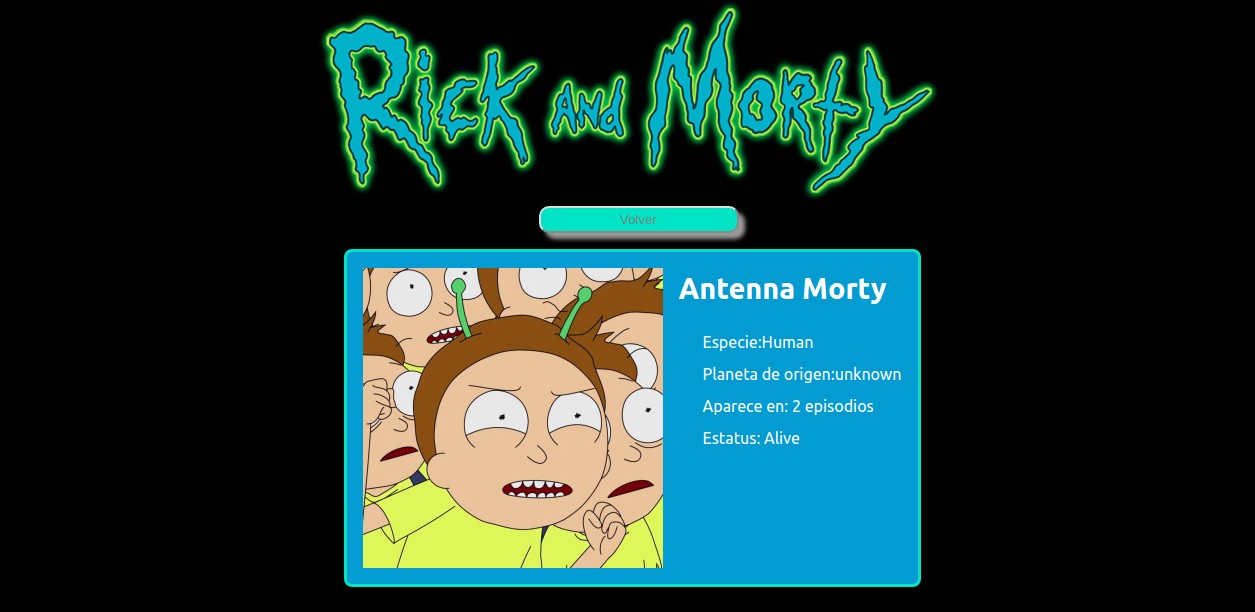 Rick and Morty
Volver
Antenna Morty
Especie:Human
Planeta de origen:unknown
Aparece en: 2 episodios
Estatus: Alive